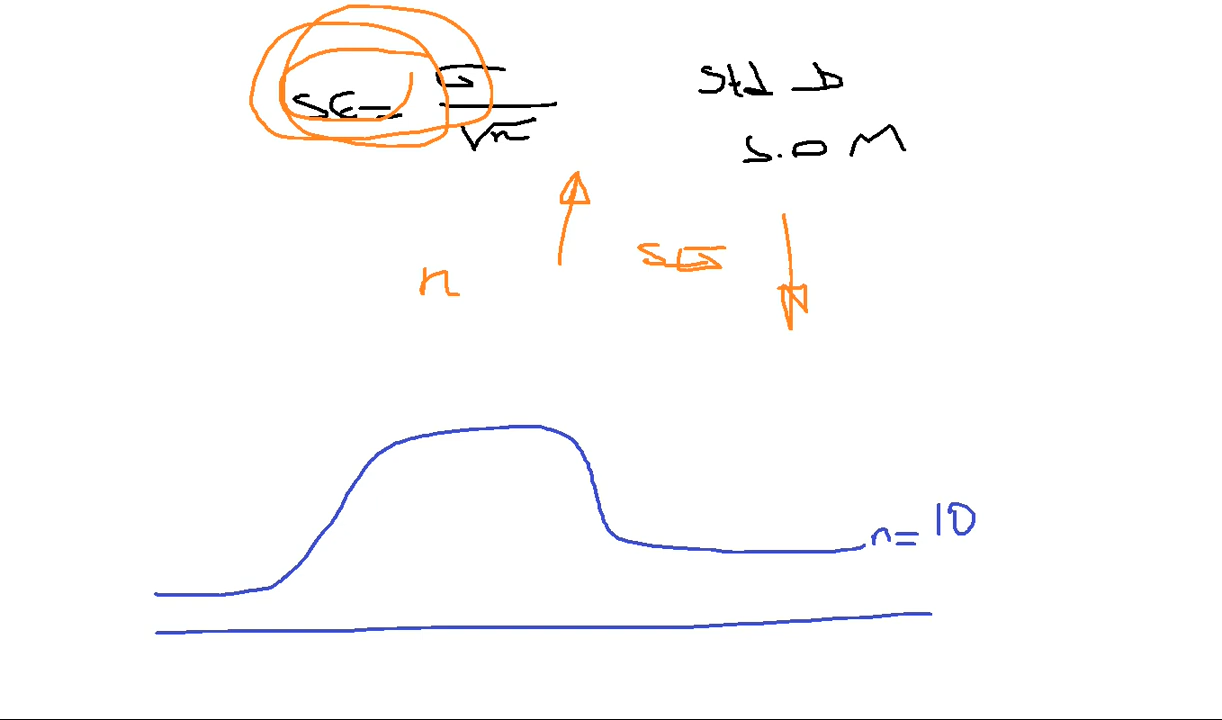 SE = σ / √n
Std D
S.O M
n ↑ SE ↓
n = 10